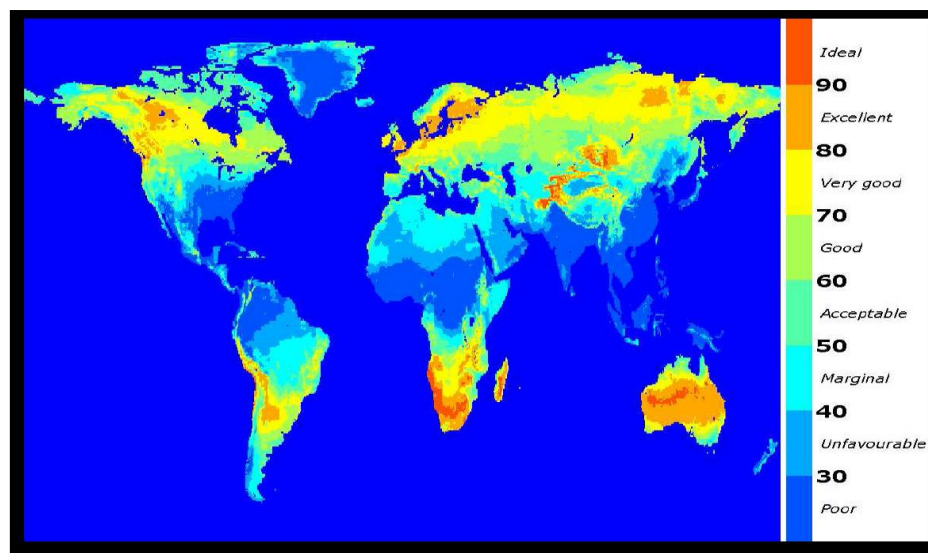 Ideal
90
Excellent
80
Very good
70
Good
60
Acceptable
50
Marginal
40
Unfavourable
30
Poor